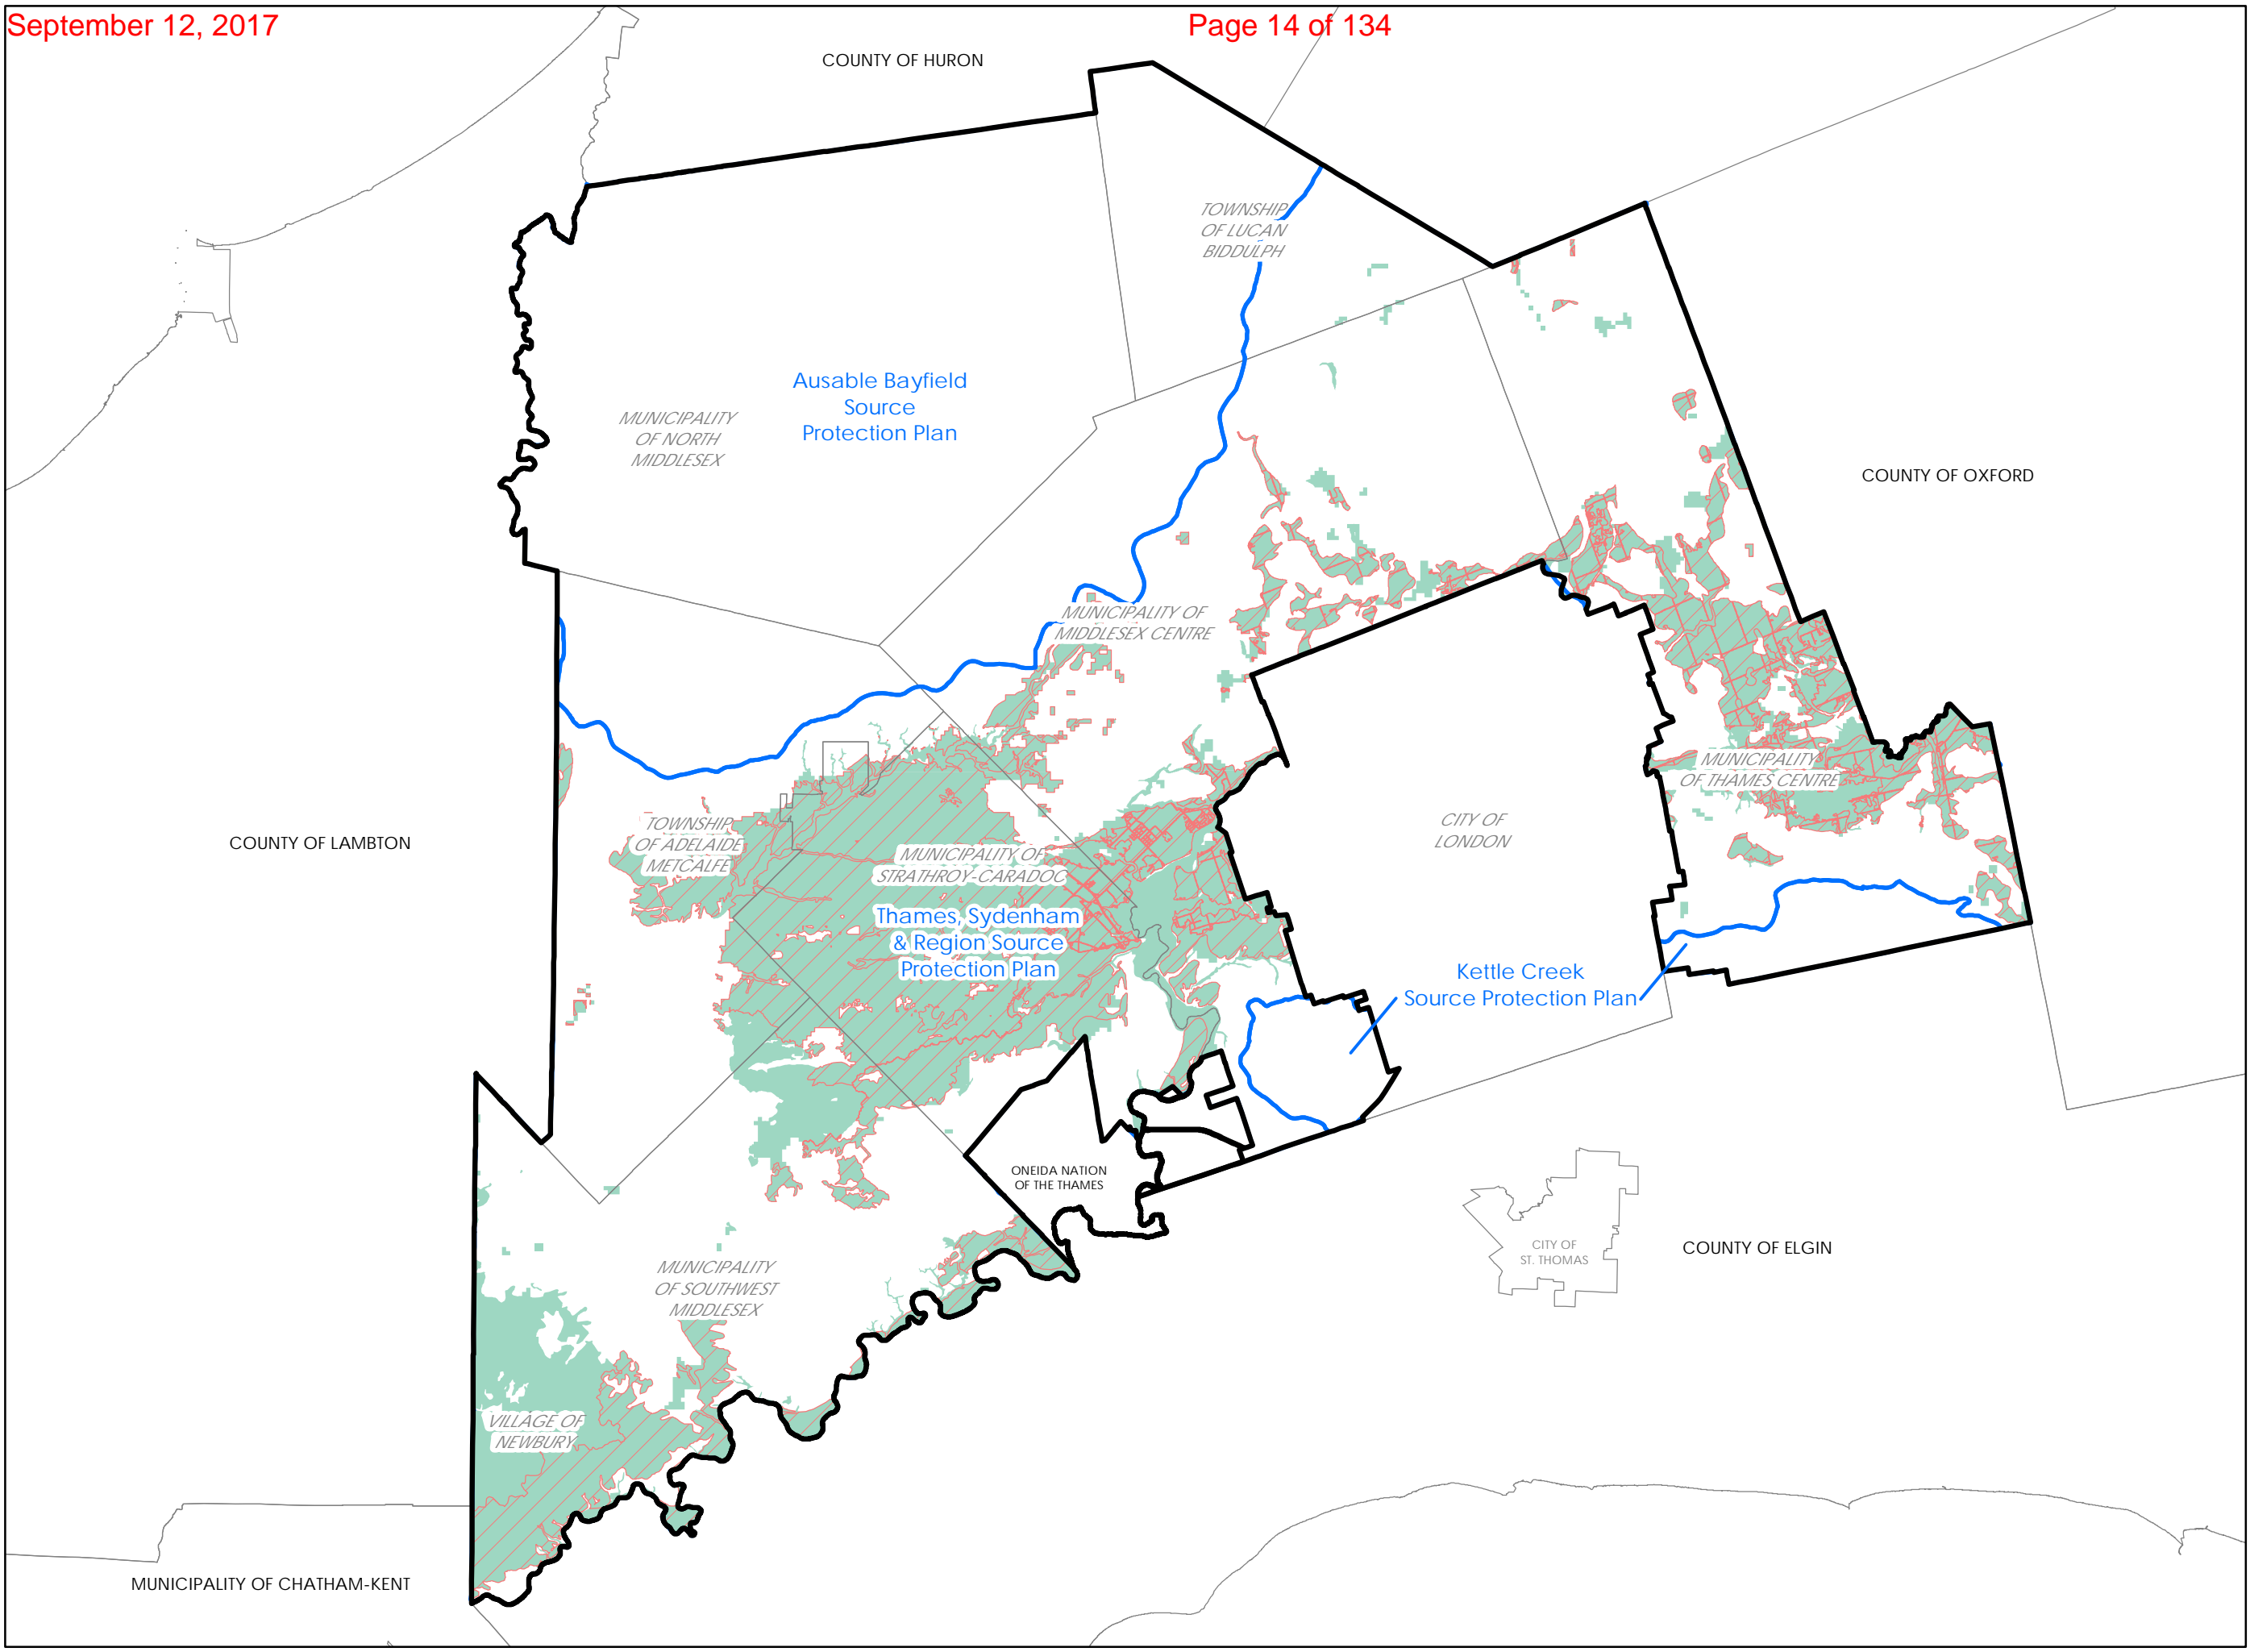 September 12, 2017
Page 14 of 134
COUNTY OF HURON
TOWNSHIP
OF LUCAN
BIDDULPH
Ausable Bayfield
Source
Protection Plan
MUNICIPALITY
OF NORTH
MIDDLESEX
COUNTY OF OXFORD
MUNICIPALITY OF
MIDDLESEX CENTRE
MUNICIPALITY
OF THAMES CENTRE
COUNTY OF LAMBTON
TOWNSHIP
OF ADELAIDE
METCALFE
MUNICIPALITY OF
STRATHROY-CARADOC
CITY OF
LONDON
Thames, Sydenham
& Region Source
Protection Plan
Kettle Creek
Source Protection Plan
ONEIDA NATION
OF THE THAMES
CITY OF
ST. THOMAS
COUNTY OF ELGIN
MUNICIPALITY
OF SOUTHWEST
MIDDLESEX
VILLAGE OF
NEWBURY
MUNICIPALITY OF CHATHAM-KENT